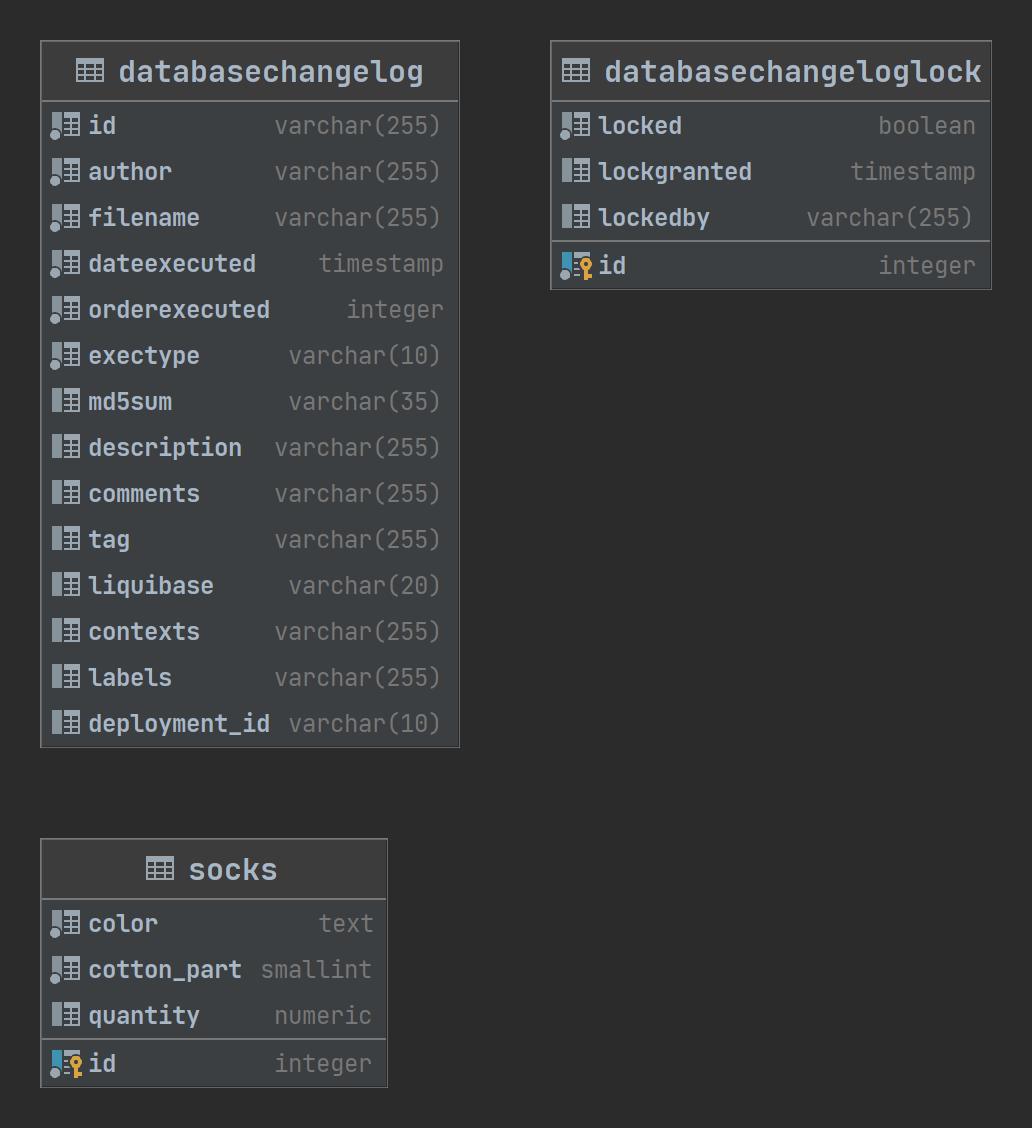 databasechangelog
id varchar(255)
author varchar(255)
filename varchar(255)
dateexecuted timestamp
orderexecuted integer
exectype varchar(10)
md5sum varchar(35)
description varchar(255)
comments varchar(255)
tag varchar(255)
liquibase varchar(20)
contexts varchar(255)
labels varchar(255)
deployment_id varchar(10)
databasechangeloglock
locked boolean
lockgranted timestamp
lockedby varchar(255)
id integer
socks
color text
cotton_part smallint
quantity numeric
id integer